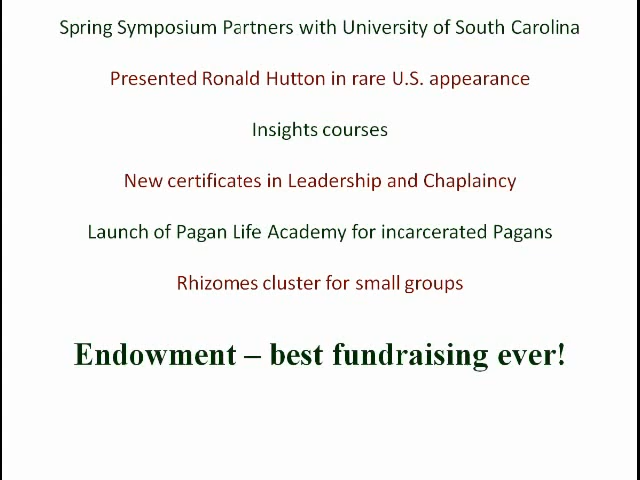 Spring Symposium Partners with University of South Carolina
Presented Ronald Hutton in rare U.S. appearance
Insights courses
New certificates in Leadership and Chaplaincy
Launch of Pagan Life Academy for incarcerated Pagans
Rhizomes cluster for small groups
Endowment – best fundraising ever!